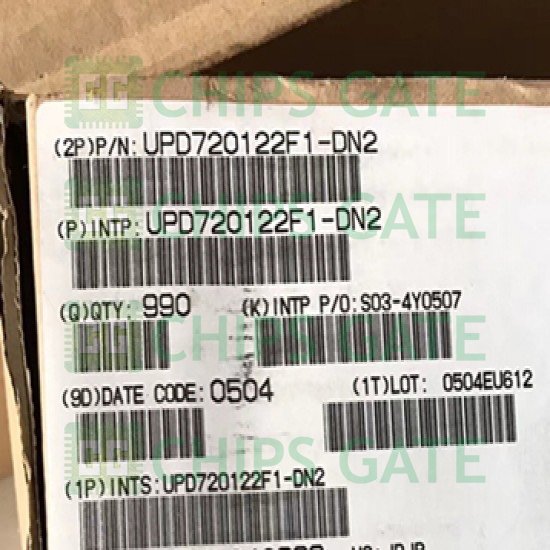 CHIPS GATE
(2P)P/N: UPD720122F1-DN2
CHIPS GATE
(P)INTP: UPD720122F1-DN2
(Q)QTY: 990 (K)INTP P/O: S03-4Y0507
CHIPS GATE
(9D)DATE CODE: 0504 (1T)LOT: 0504EU612
CHIPS GATE
(1P)INTS: UPD720122F1-DN2